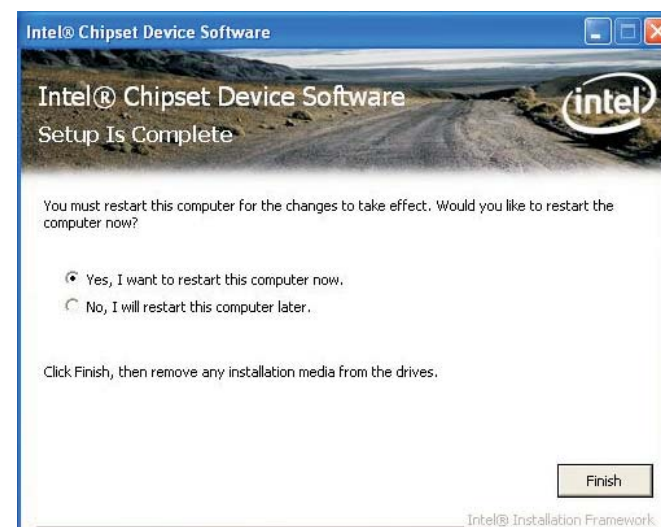 Intel® Chipset Device Software
Intel® Chipset Device Software
Setup Is Complete
intel
You must restart this computer for the changes to take effect. Would you like to restart the
computer now?
Yes, I want to restart this computer now.
No, I will restart this computer later.
Click Finish, then remove any installation media from the drives.
Finish
Intel® Installation Framework